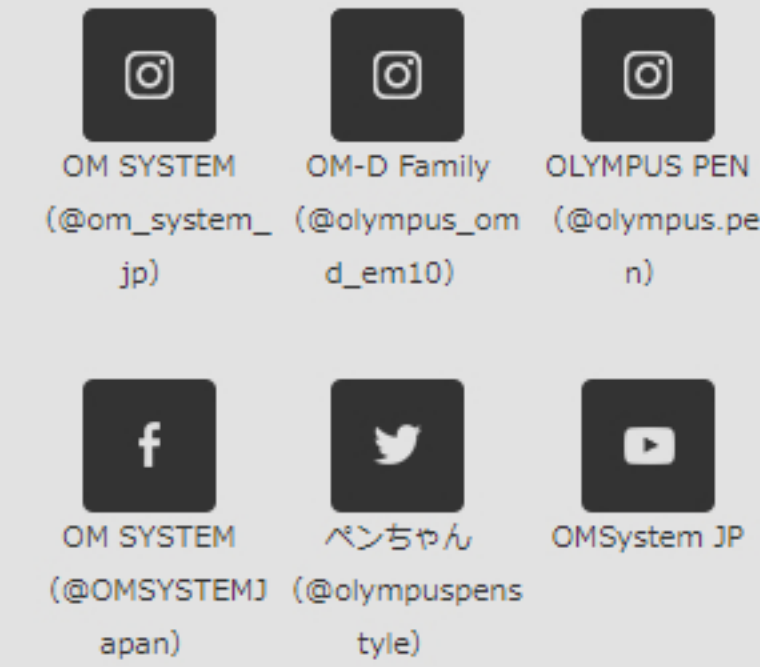 OM SYSTEM
(@om_system_
jp)
OM-D Family
(@olympus_om
d_em10)
OLYMPUS PEN
(@olympus.pe
n)
OM SYSTEM
(@OMSYSTEMJ
apan)
ペンちゃん
(@olympuspens
tyle)
OMSystem JP